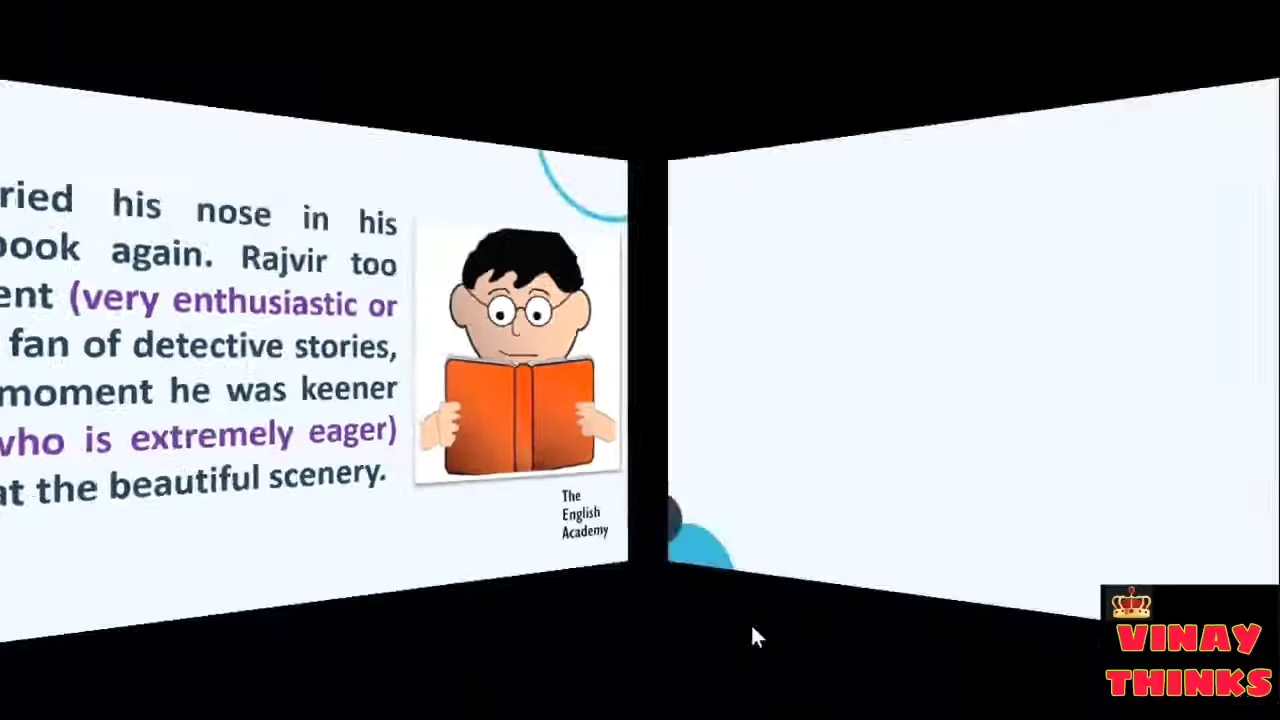 ried his nose in his
book again. Rajvir too
ent (very enthusiastic or
fan of detective stories,
moment he was keener
who is extremely eager)
at the beautiful scenery.
The
English
Academy
VINAY
THINKS